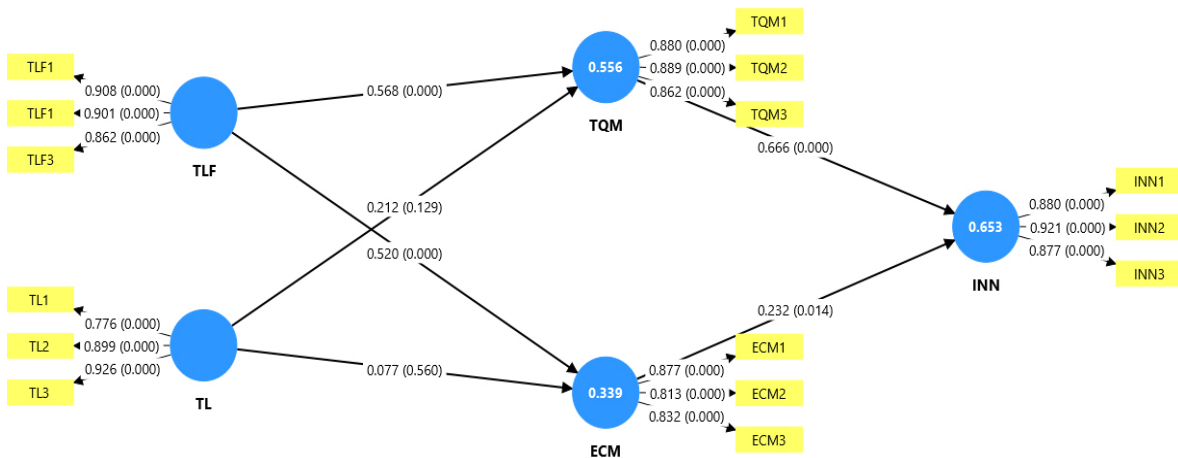 TQM1
0.880 (0.000)
TLF1
0.556
0.889 (0.000)
TQM2
0.908 (0.000)
0.568 (0.000)
0.862 (0.000)
TLF1
0.901 (0.000)
TQM3
TQM
0.862 (0.000)
0.666 (0.000)
TLF3
TLF
INN1
0.880 (0.000)
0.212 (0.129)
0.653
0.921 (0.000)
INN2
0.520 (0.000)
0.877 (0.000)
INN3
INN
TL1
0.232 (0.014)
0.776 (0.000)
TL2
0.899 (0.000)
ECM1
0.926 (0.000)
0.077 (0.560)
0.877 (0.000)
TL3
0.339
0.813 (0.000)
ECM2
TL
0.832 (0.000)
ECM3
ECM